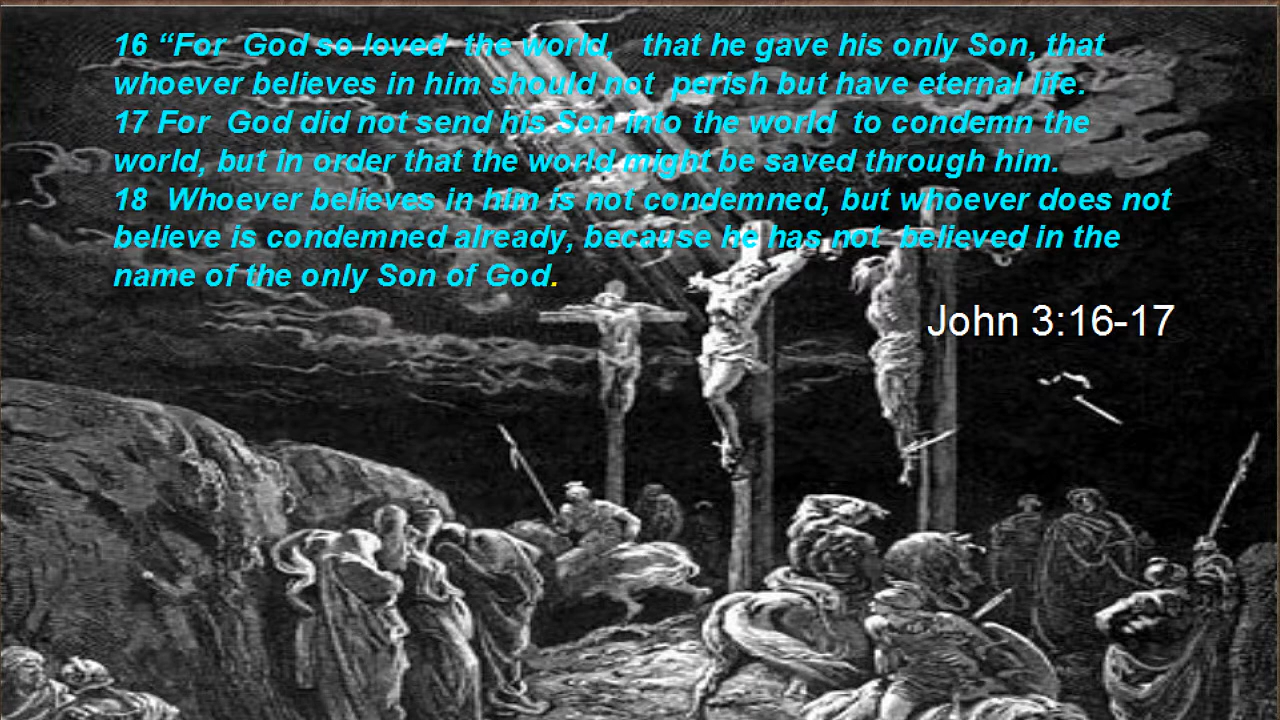 16 “For God so loved the world, that he gave his only Son, that
whoever believes in him should not perish but have eternal life.
17 For God did not send his Son into the world to condemn the
world, but in order that the world might be saved through him.
18 Whoever believes in him is not condemned, but whoever does not
believe is condemned already, because he has not believed in the
name of the only Son of God.
John 3:16-17